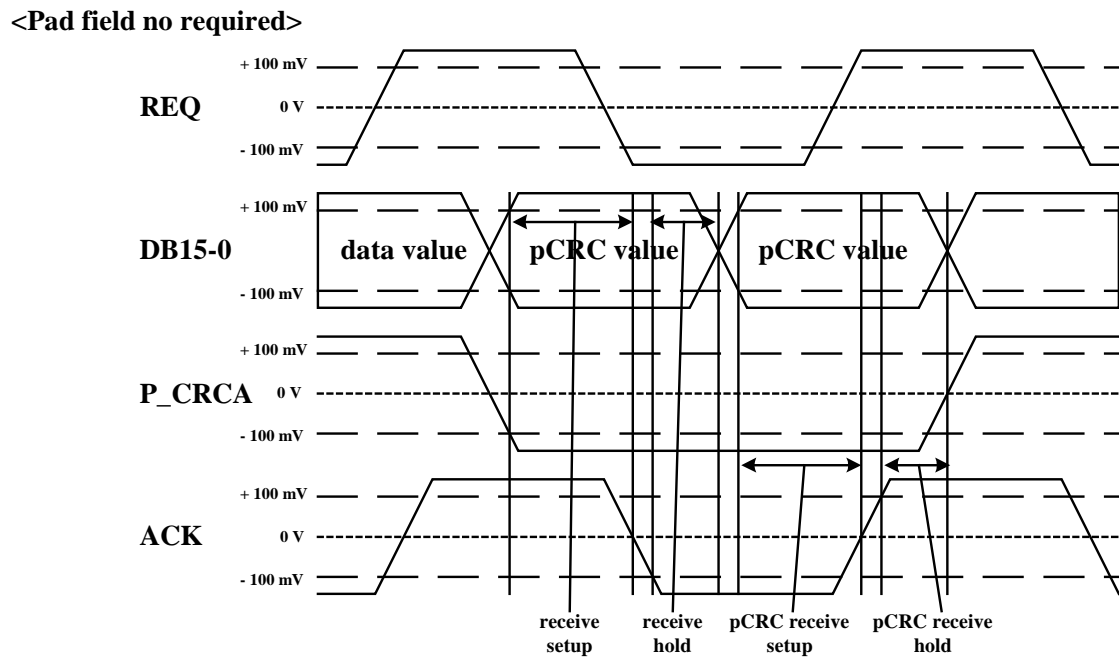 <Pad field no required>
+ 100 mV
REQ
0 V
- 100 mV
+ 100 mV
DB15-0
data value
pCRC value
pCRC value
- 100 mV
+ 100 mV
P_CRCA
0 V
- 100 mV
+ 100 mV
ACK
0 V
- 100 mV
receive
setup
receive
hold
pCRC receive
setup
pCRC receive
hold